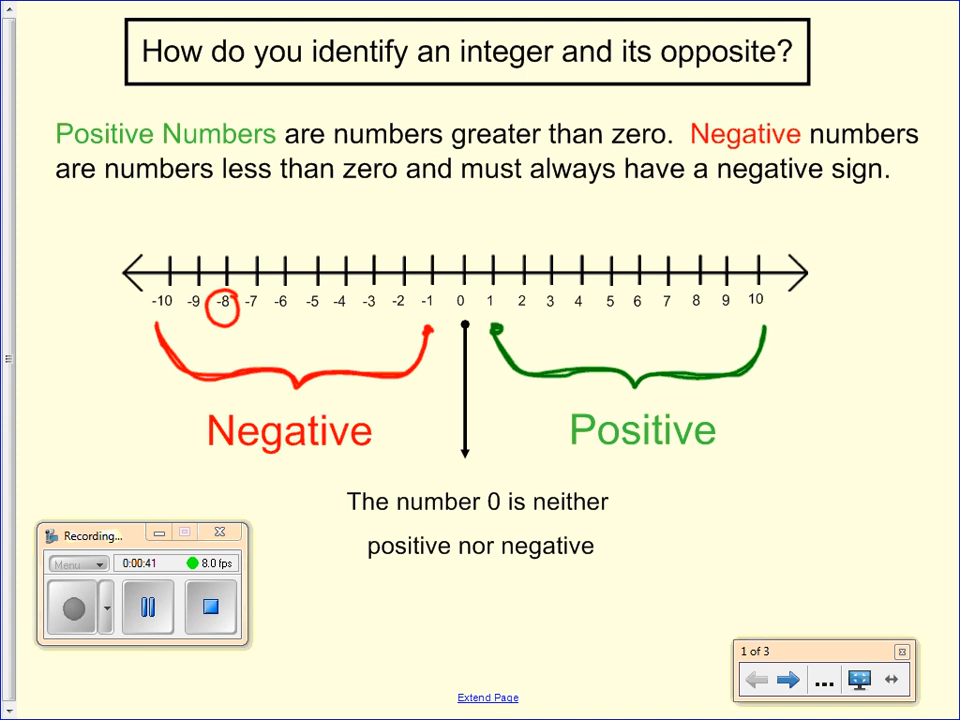 How do you identify an integer and its opposite?
Positive Numbers are numbers greater than zero. Negative numbers
are numbers less than zero and must always have a negative sign.
-10 -9 -8 -7 -6 -5 -4 -3 -2 -1 0 1 2 3 4 5 6 7 8 9 10
Negative
Positive
The number 0 is neither
positive nor negative
Recording...
Menu
0:00:41
8.0 fps
1 of 3
...
Extend Page